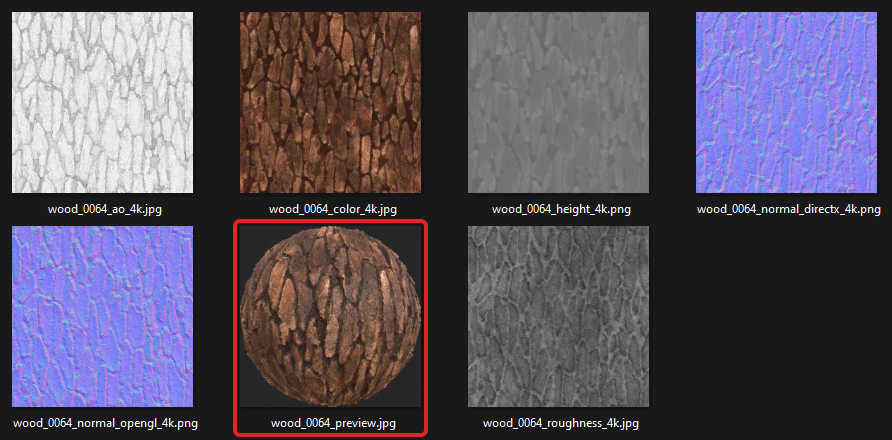 wood_0064_ao_4k.jpg
wood_0064_color_4k.jpg
wood_0064_height_4k.png
wood_0064_normal_directx_4k.png
wood_0064_normal_opengl_4k.png
wood_0064_preview.jpg
wood_0064_roughness_4k.jpg